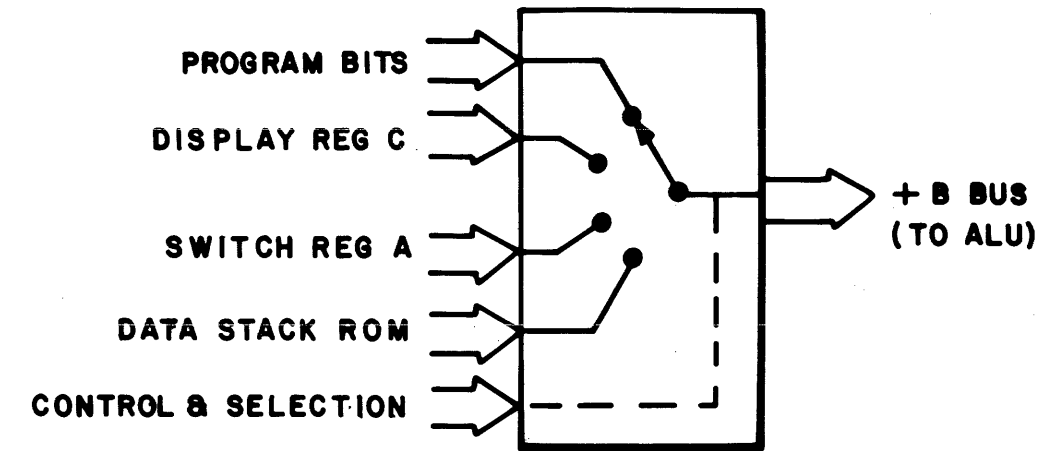 PROGRAM BITS
DISPLAY REG C
SWITCH REG A
DATA STACK ROM
CONTROL & SELECTION
+ B BUS
(TO ALU)